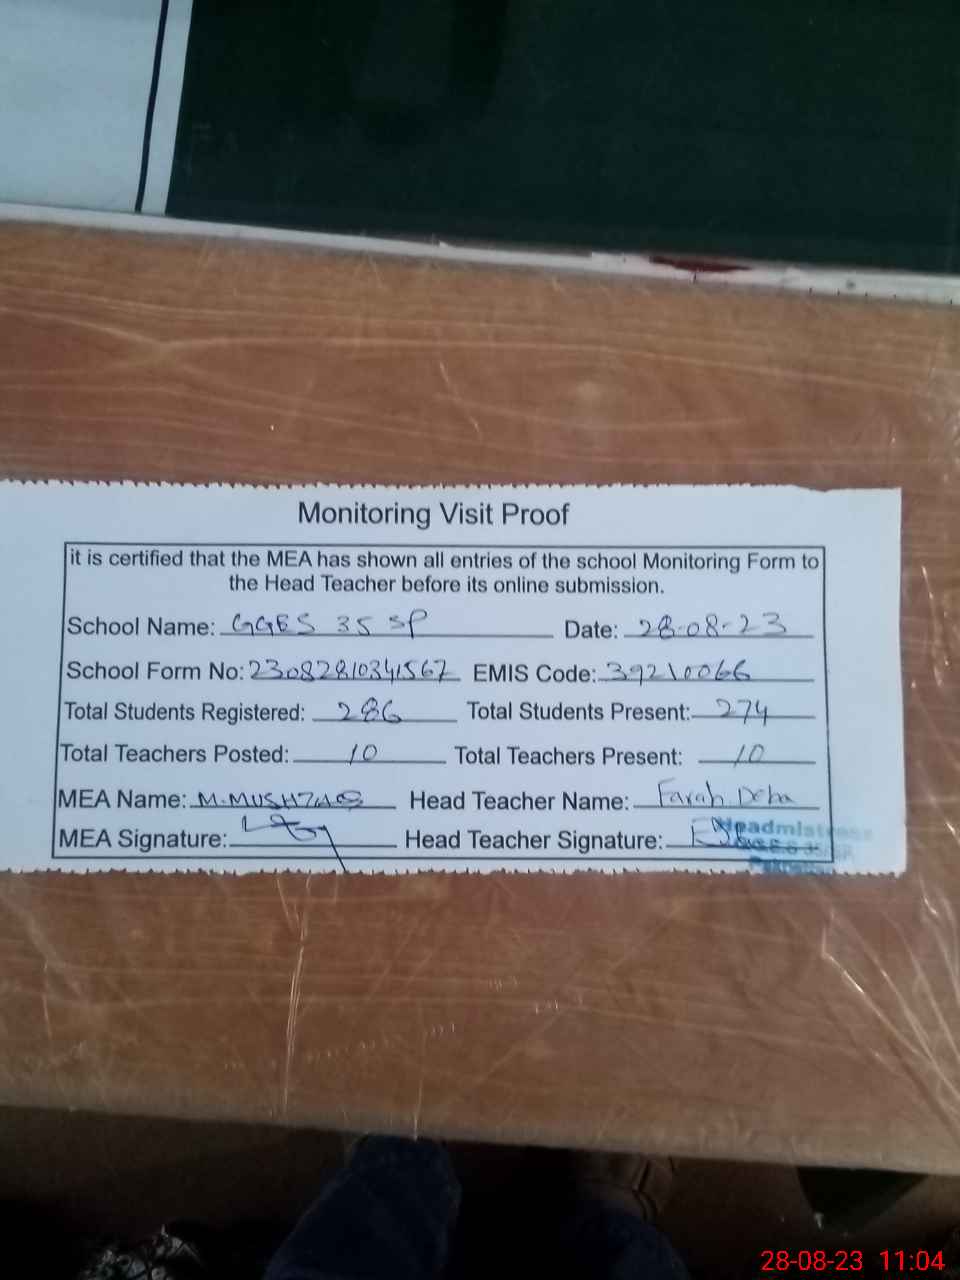 Monitoring Visit Proof
it is certified that the MEA has shown all entries of the school Monitoring Form to
the Head Teacher before its online submission.
School Name: GGES 35 SP Date: 28-08-23
School Form No: 23082810341567 EMIS Code: 39210066
Total Students Registered: 286 Total Students Present: 274
Total Teachers Posted: 10 Total Teachers Present: 10
MEA Name: M.MUSHTAQ Head Teacher Name: Farah Deba
MEA Signature: Head Teacher Signature:
Headmistress
28-08-23 11:04